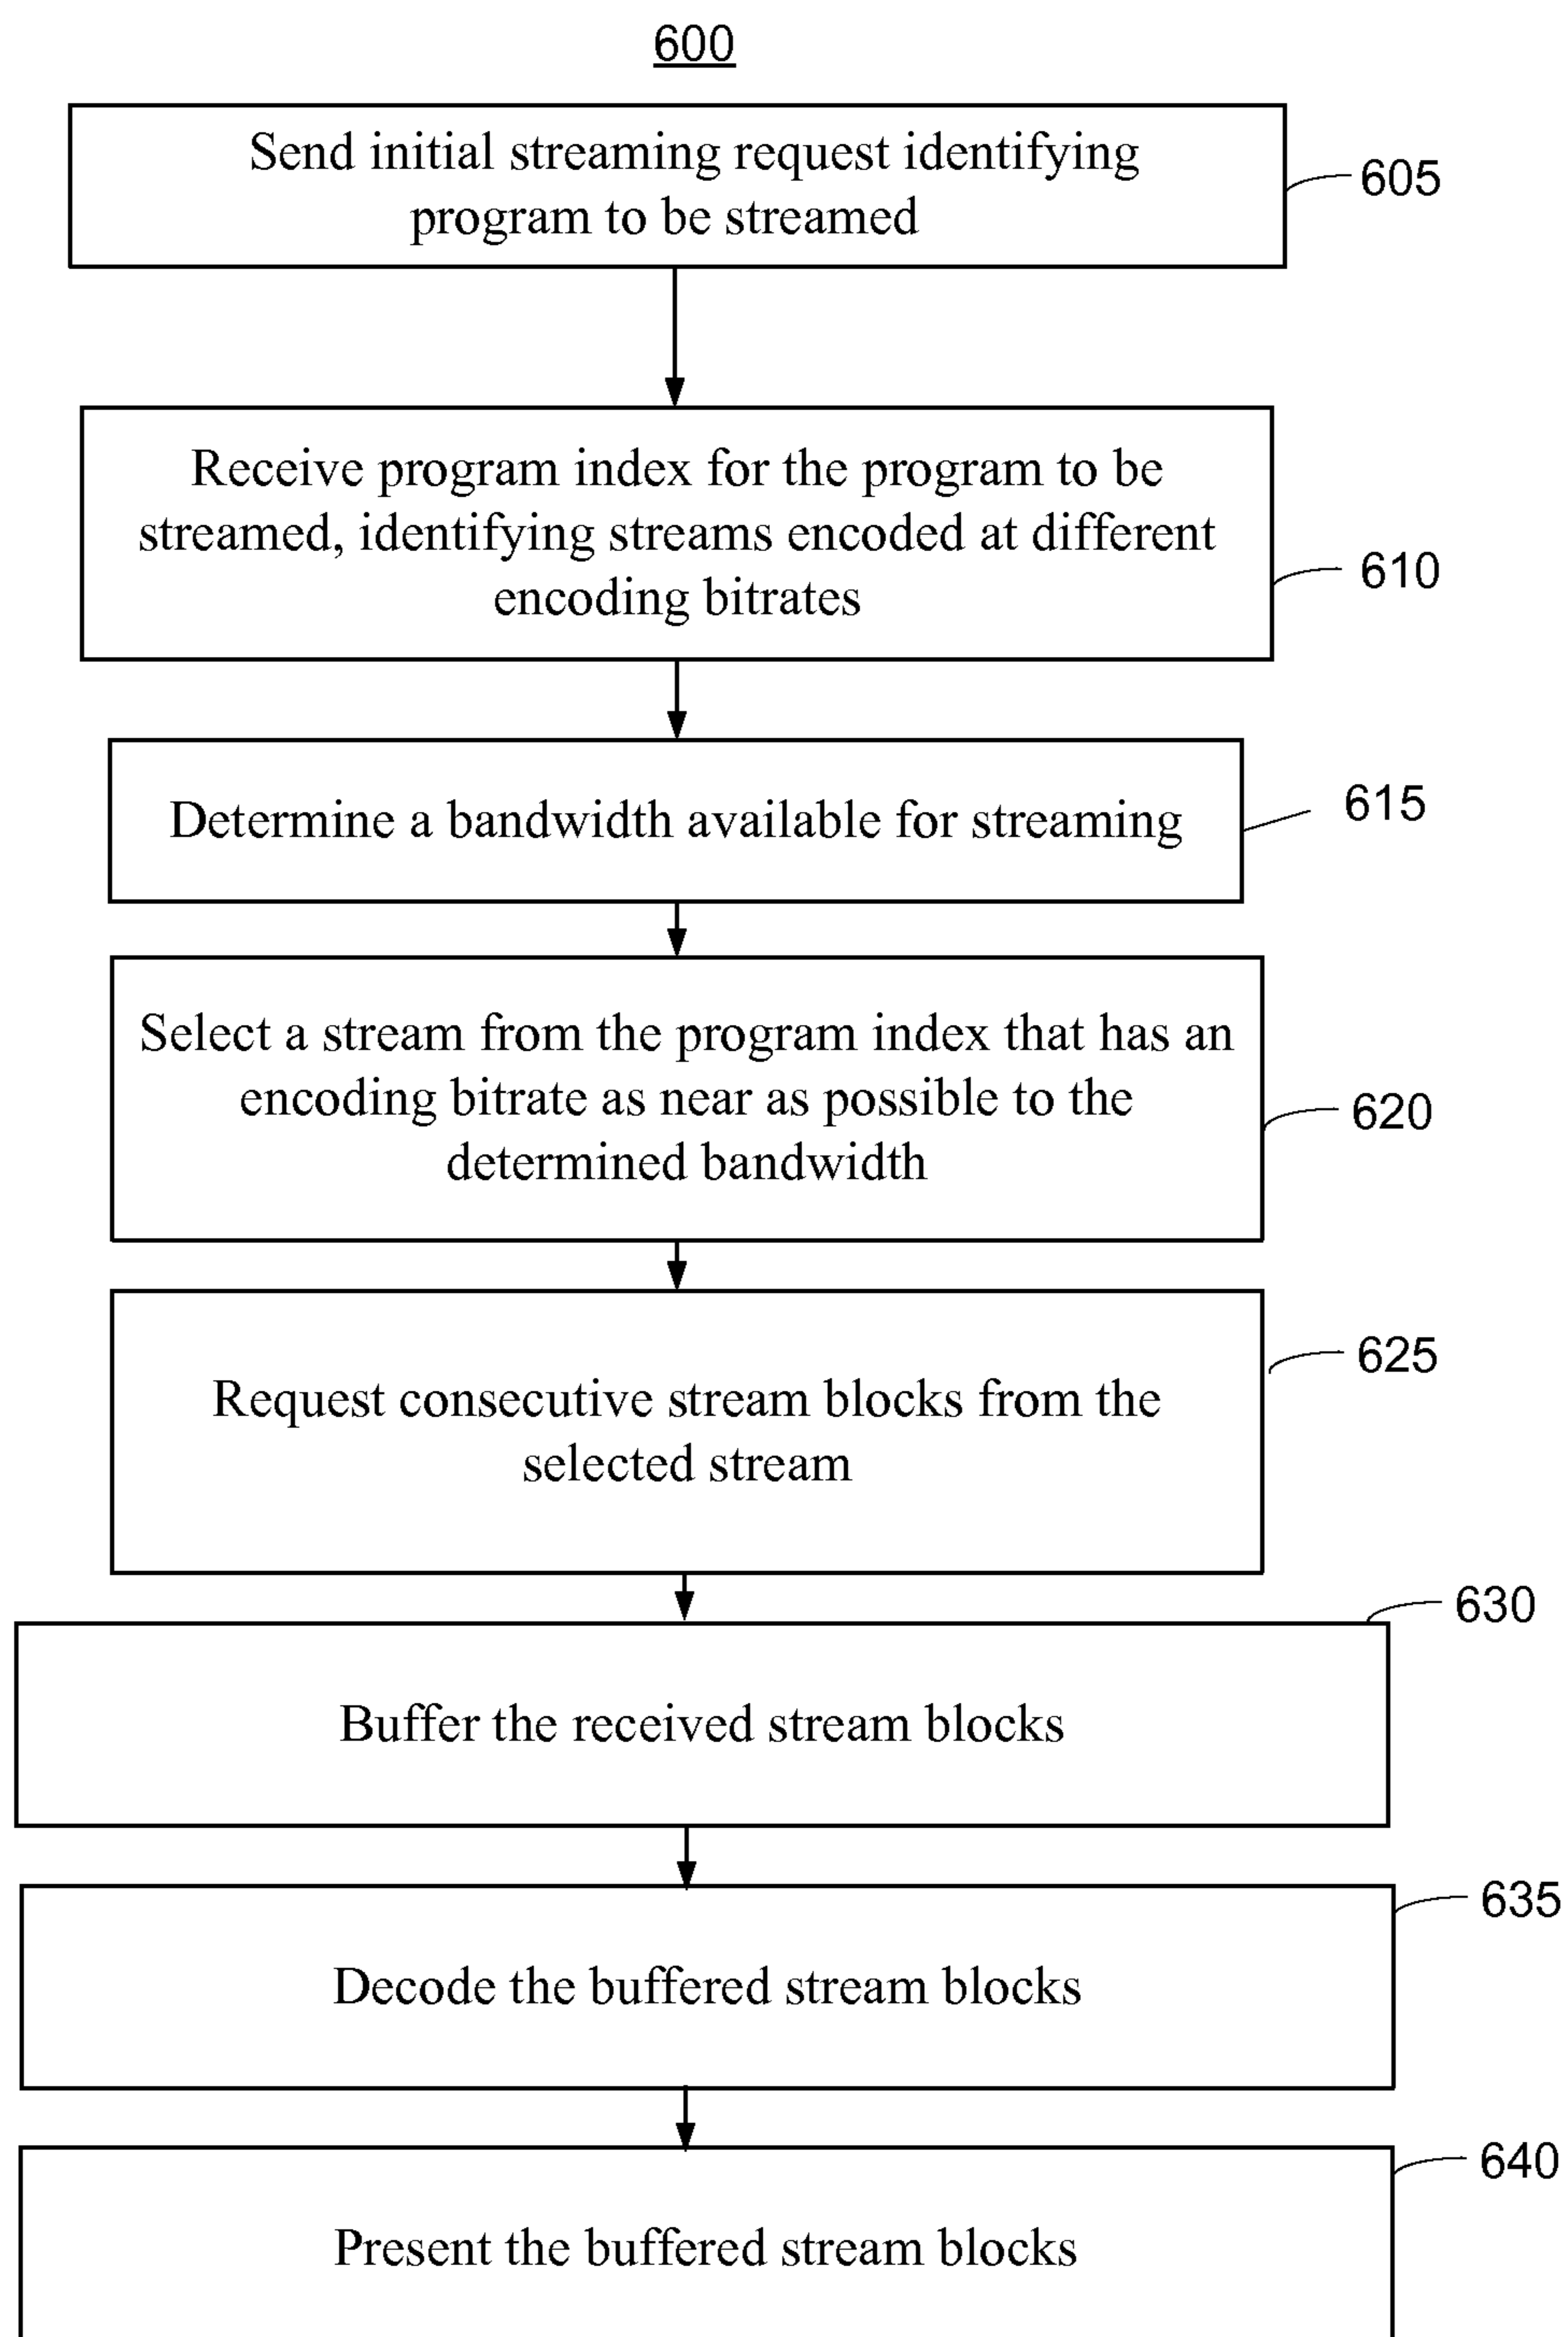 600
Send initial streaming request identifying
program to be streamed
605
Receive program index for the program to be
streamed, identifying streams encoded at different
encoding bitrates
610
Determine a bandwidth available for streaming
615
Select a stream from the program index that has an
encoding bitrate as near as possible to the
determined bandwidth
620
Request consecutive stream blocks from the
selected stream
625
630
Buffer the received stream blocks
635
Decode the buffered stream blocks
640
Present the buffered stream blocks